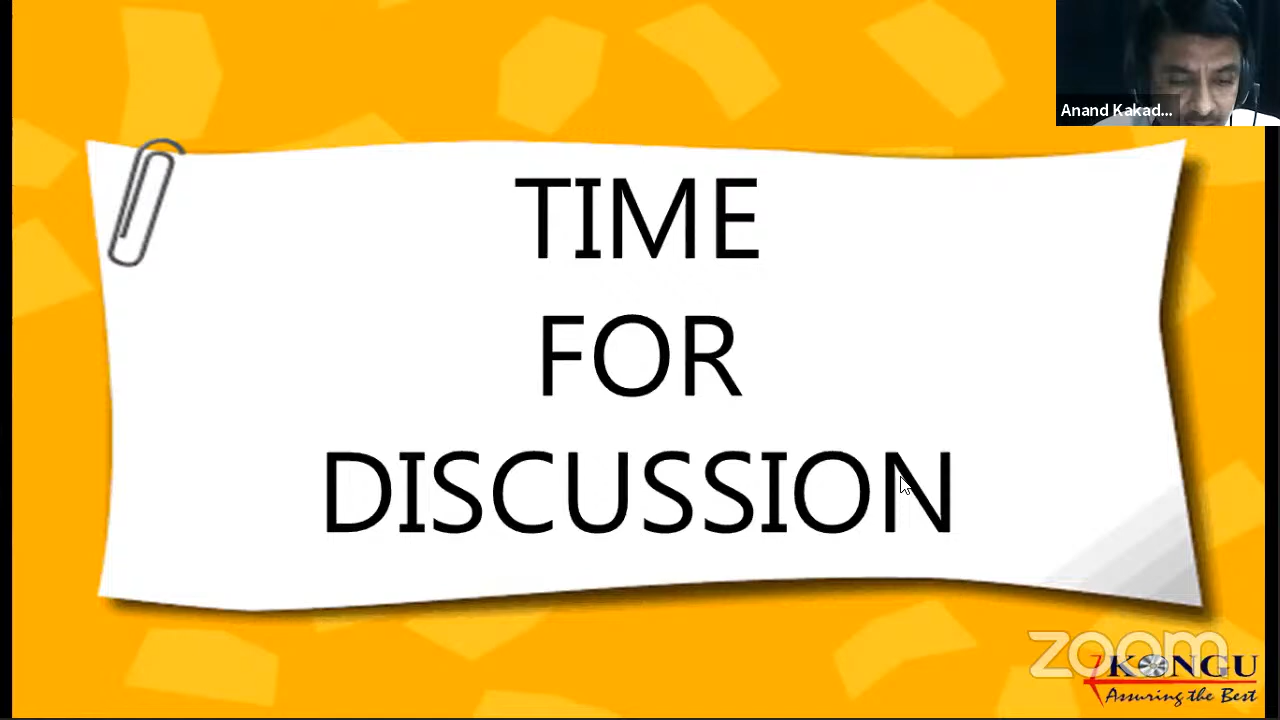 Anand Kakad...
TIME
FOR
DISCUSSION
zoom
KONGU
Assuring the Best